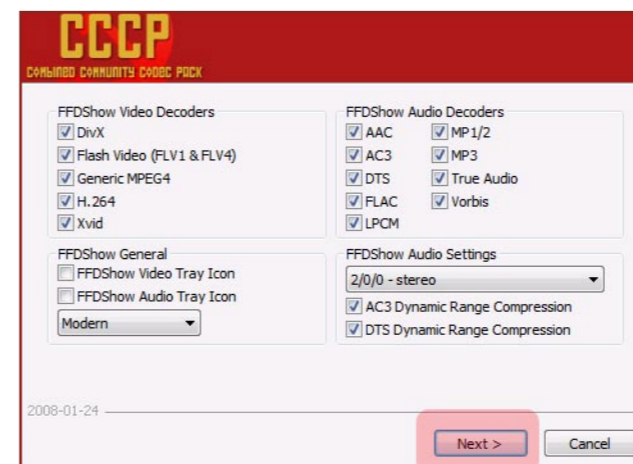 CCCP
COMBINED COMMUNITY CODEC PACK
FFDShow Video Decoders
DivX
Flash Video (FLV1 & FLV4)
Generic MPEG4
H.264
Xvid
FFDShow General
FFDShow Video Tray Icon
FFDShow Audio Tray Icon
Modern
FFDShow Audio Decoders
AAC MP1/2
AC3 MP3
DTS True Audio
FLAC Vorbis
LPCM
FFDShow Audio Settings
2/0/0 - stereo
AC3 Dynamic Range Compression
DTS Dynamic Range Compression
2008-01-24
Next > Cancel